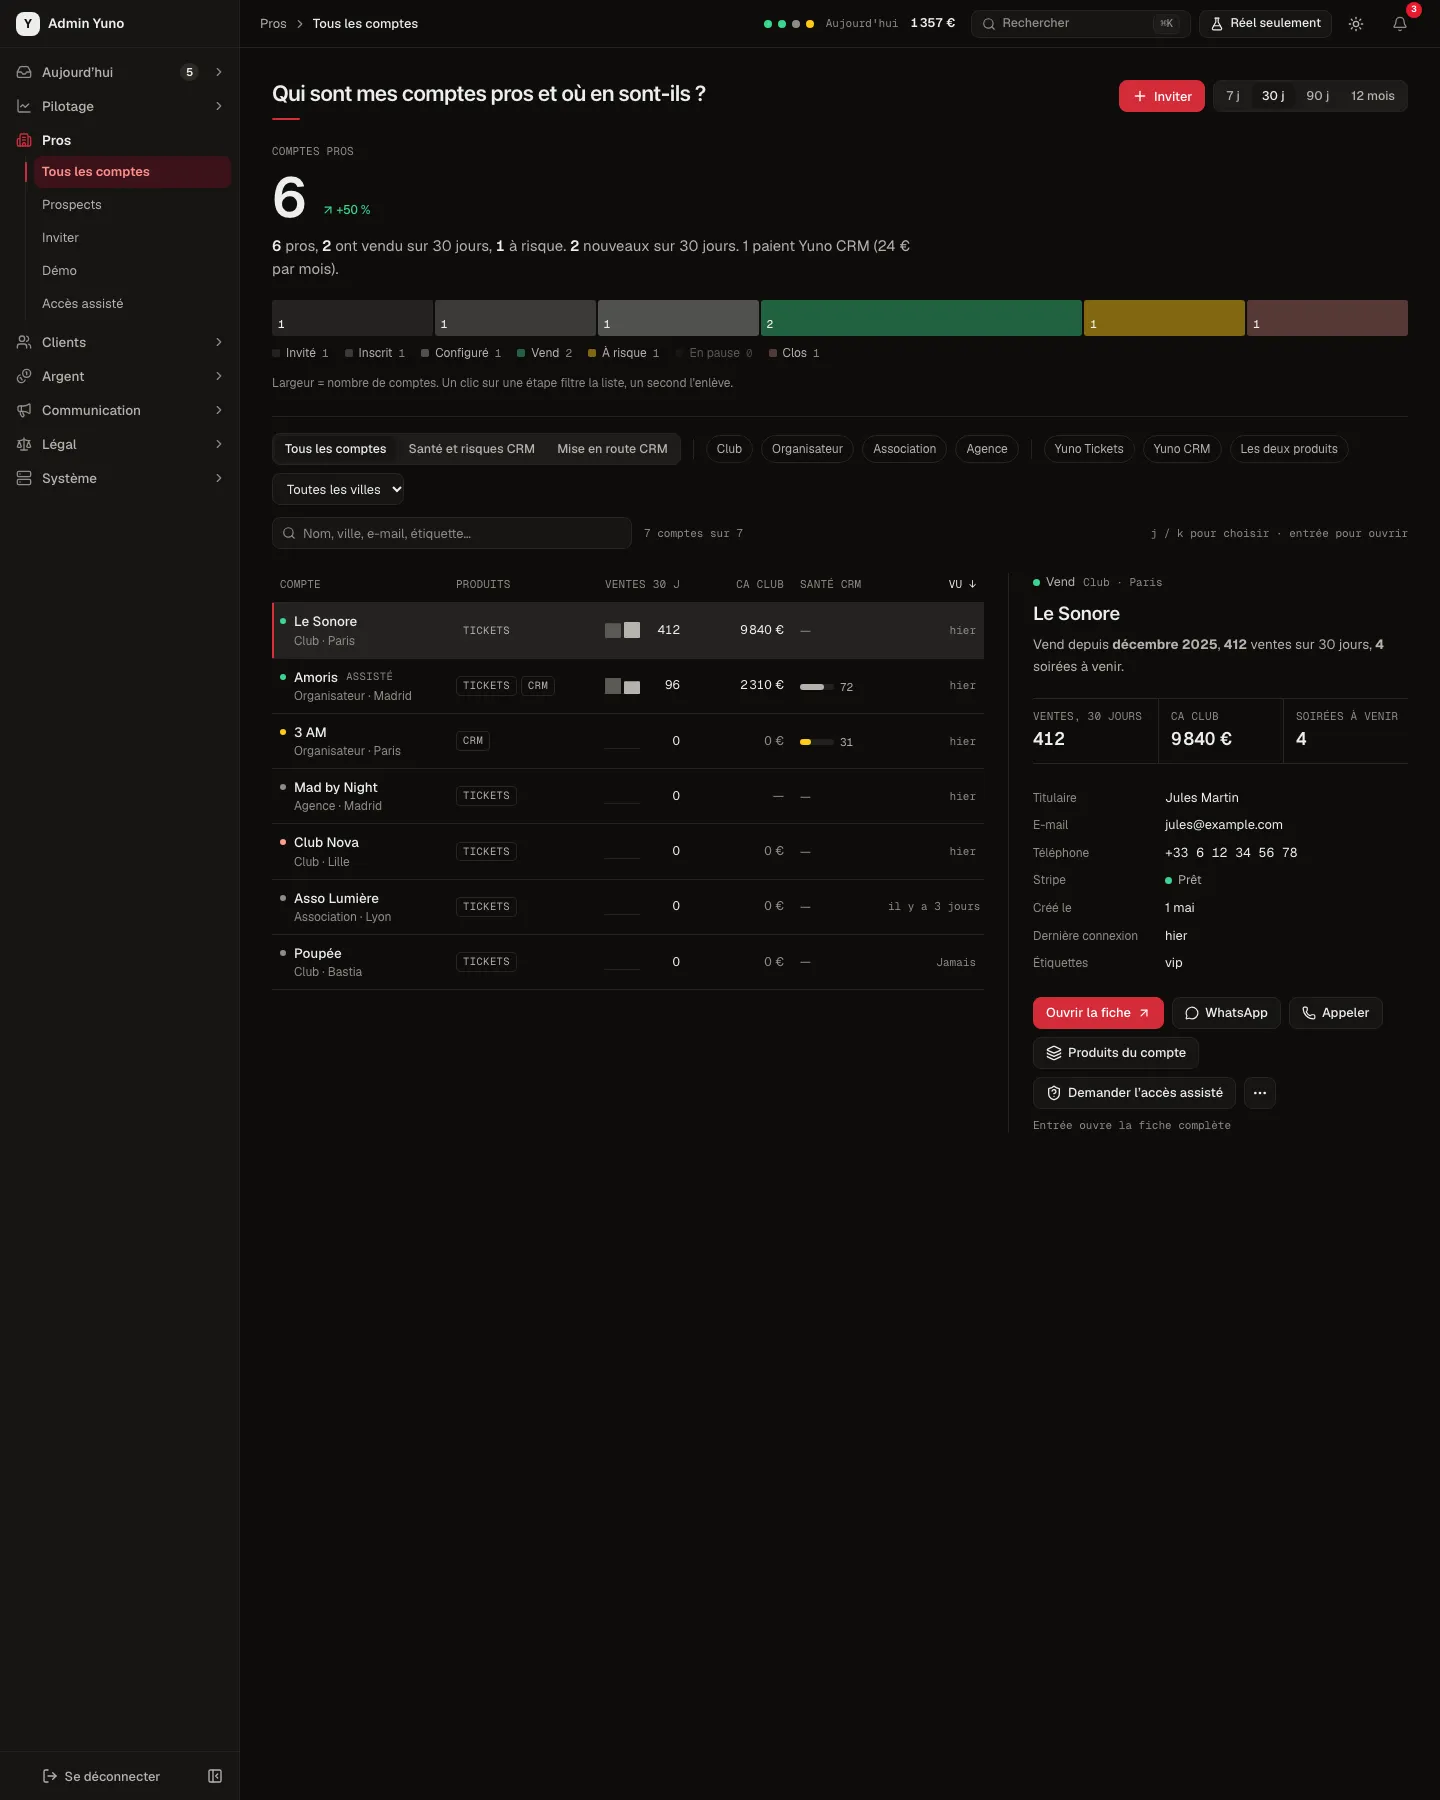 Y Admin Yuno
Aujourd'hui 5
Pilotage
Pros
Tous les comptes
Prospects
Inviter
Démo
Accès assisté
Clients
Argent
Communication
Légal
Système
Se déconnecter
Pros > Tous les comptes
Aujourd'hui 1 357 €
Rechercher ⌘K
Réel seulement
3
Qui sont mes comptes pros et où en sont-ils ?
+ Inviter
7 j 30 j 90 j 12 mois
COMPTES PROS
6 ↗ +50 %
6 pros, 2 ont vendu sur 30 jours, 1 à risque. 2 nouveaux sur 30 jours. 1 paient Yuno CRM (24 €
par mois).
1 1 1 2 1 1
Invité 1 Inscrit 1 Configuré 1 Vend 2 À risque 1 En pause 0 Clos 1
Largeur = nombre de comptes. Un clic sur une étape filtre la liste, un second l'enlève.
Tous les comptes Santé et risques CRM Mise en route CRM
Club Organisateur Association Agence
Yuno Tickets Yuno CRM Les deux produits
Toutes les villes
Nom, ville, e-mail, étiquette…
7 comptes sur 7
j / k pour choisir · entrée pour ouvrir
COMPTE PRODUITS VENTES 30 J CA CLUB SANTÉ CRM VU ↓
Le Sonore
Club · Paris
TICKETS 412 9 840 € — hier
Amoris ASSISTÉ
Organisateur · Madrid
TICKETS CRM 96 2 310 € 72 hier
3 AM
Organisateur · Paris
CRM 0 0 € 31 hier
Mad by Night
Agence · Madrid
TICKETS 0 — — hier
Club Nova
Club · Lille
TICKETS 0 0 € — hier
Asso Lumière
Association · Lyon
TICKETS 0 0 € — il y a 3 jours
Poupée
Club · Bastia
TICKETS 0 0 € — Jamais
Vend Club · Paris
Le Sonore
Vend depuis décembre 2025, 412 ventes sur 30 jours, 4
soirées à venir.
VENTES, 30 JOURS CA CLUB SOIRÉES À VENIR
412 9 840 € 4
Titulaire Jules Martin
E-mail jules@example.com
Téléphone +33 6 12 34 56 78
Stripe Prêt
Créé le 1 mai
Dernière connexion hier
Étiquettes vip
Ouvrir la fiche ↗
WhatsApp
Appeler
Produits du compte
Demander l'accès assisté
Entrée ouvre la fiche complète